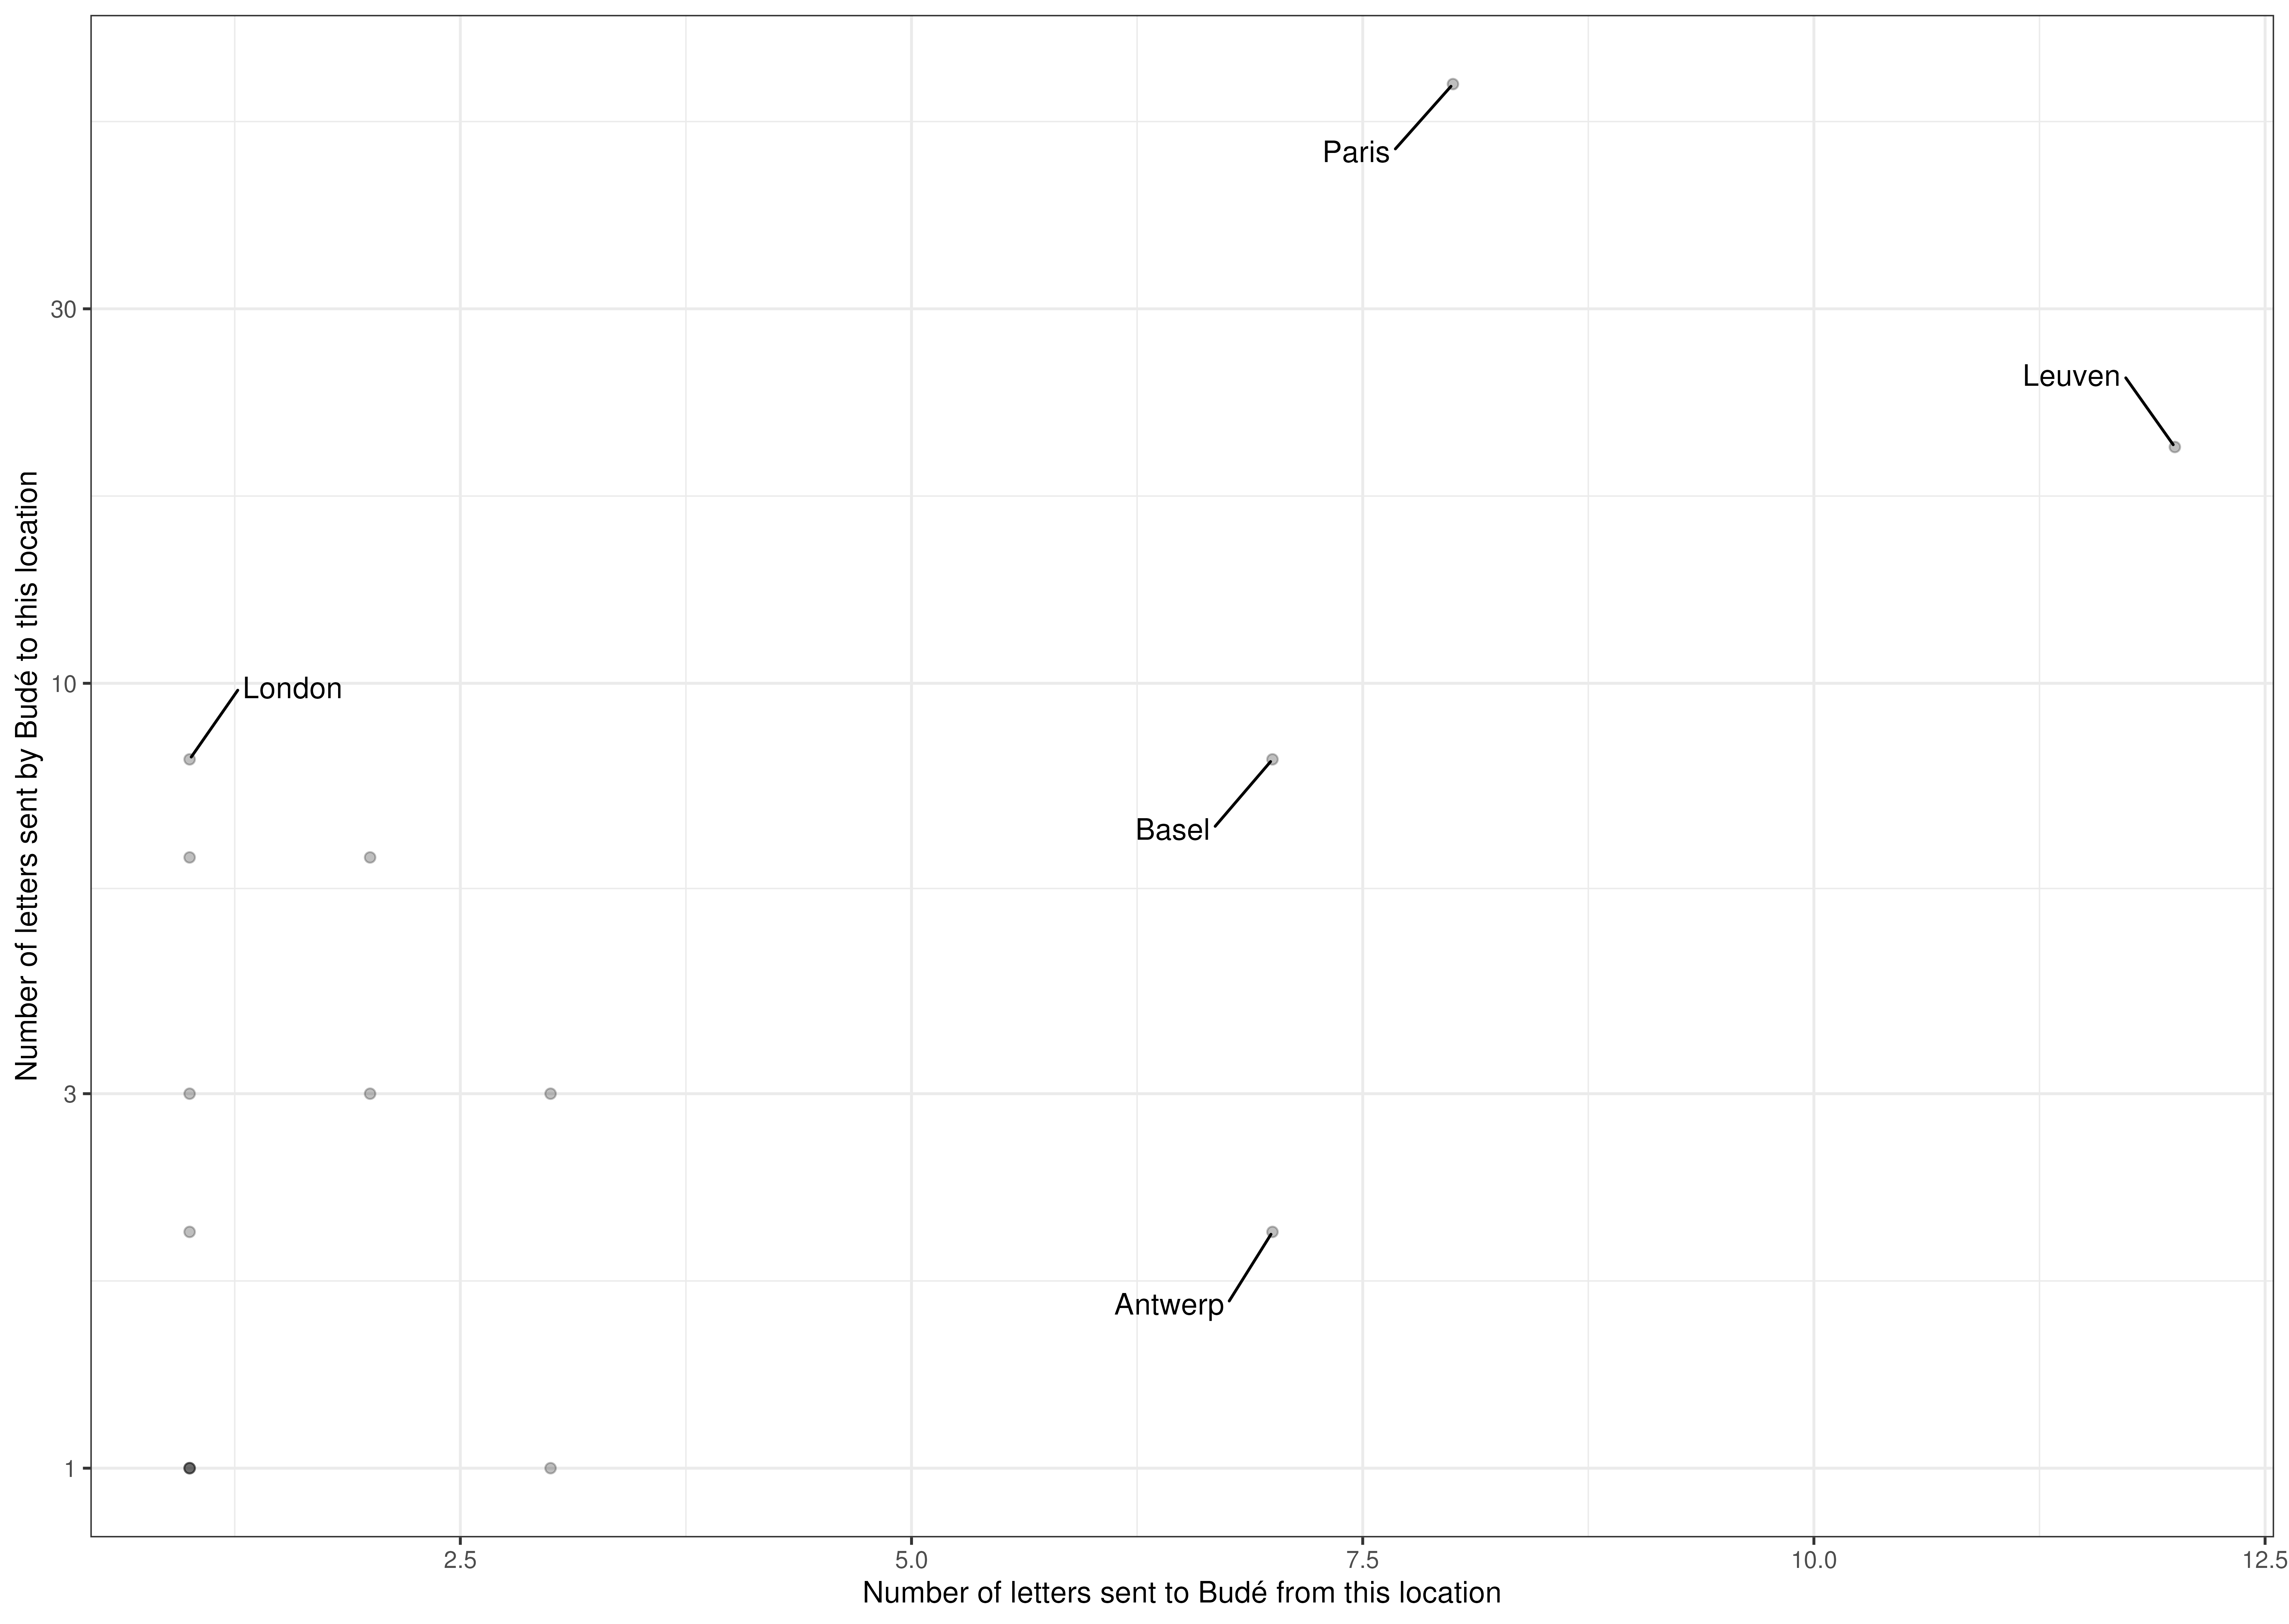 Paris
30
Leuven
10
London
Basel
3
Antwerp
1
2.5
5.0
7.5
10.0
12.5
Number of letters sent to Budé from this location
Number of letters sent by Budé to this location